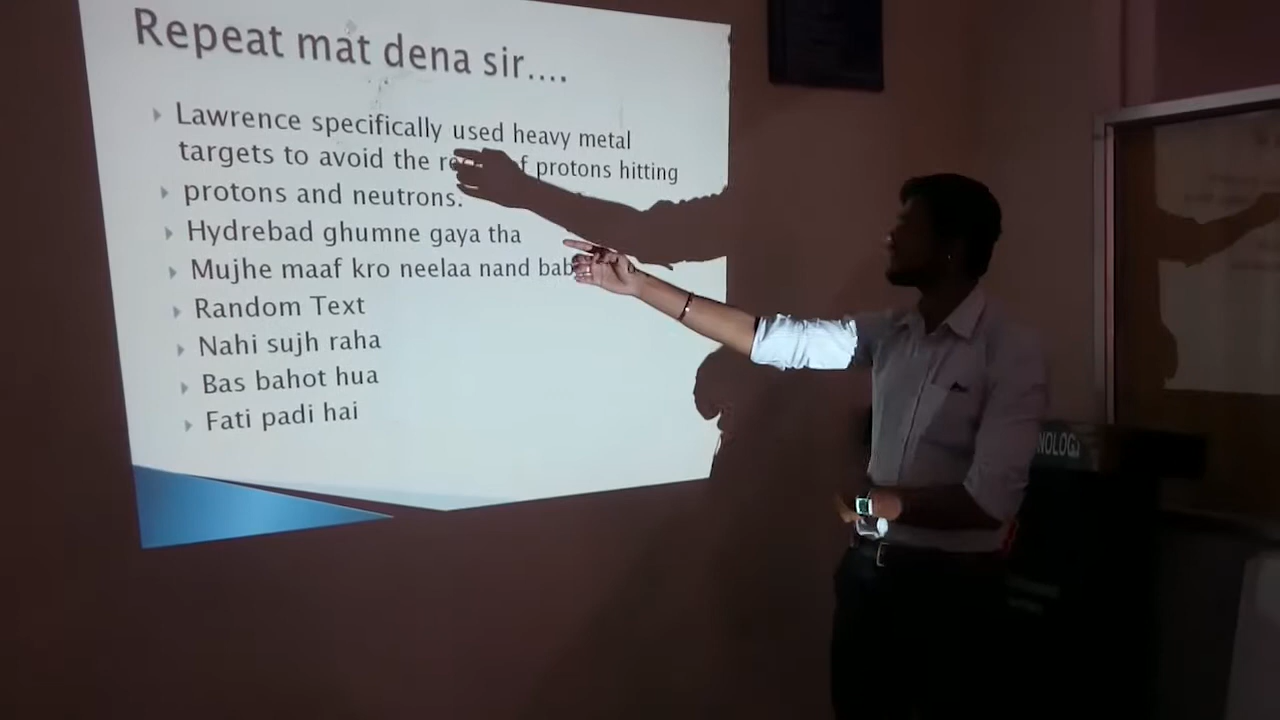 Repeat mat dena sir....
Lawrence specifically used heavy metal
targets to avoid the of protons hitting
protons and neutrons.
Hydrebad ghumne gaya tha
Mujhe maaf kro neelaa nand
Random Text
Nahi sujh raha
Bas bahot hua
Fati padi hai